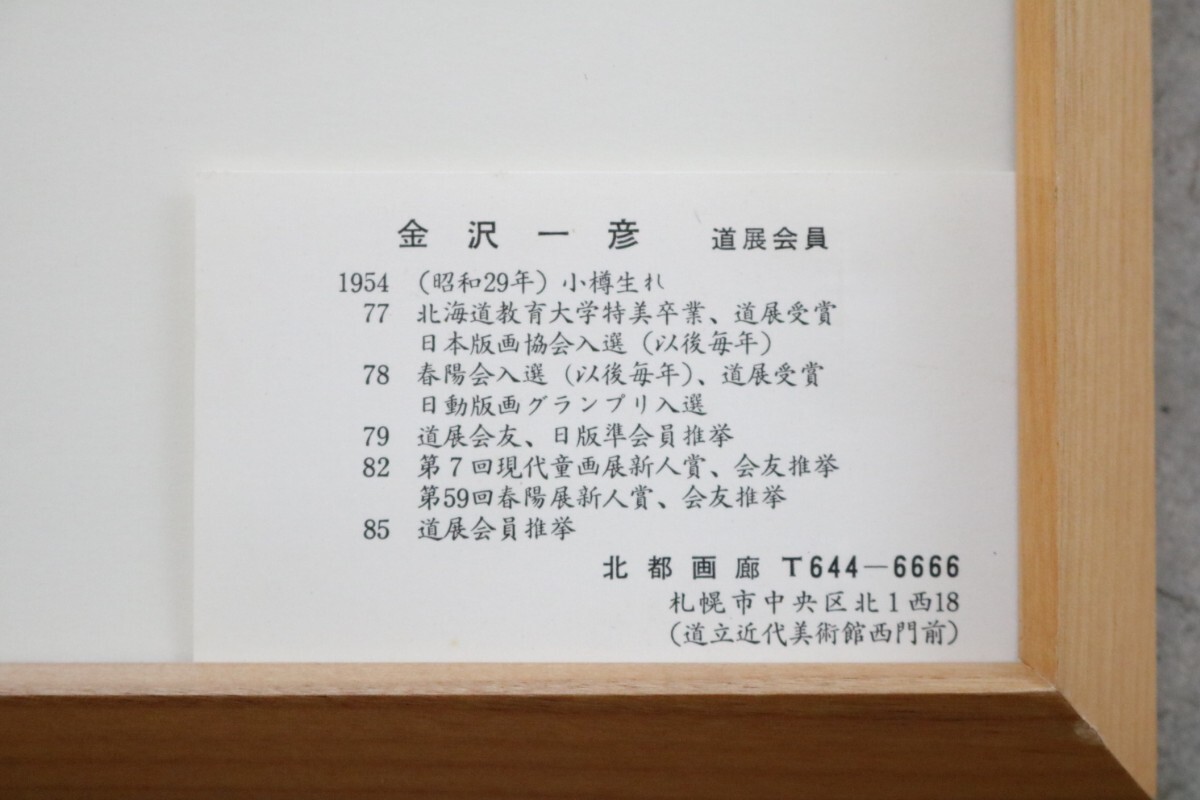 金沢一彦 道展会員
1954 （昭和29年）小樽生れ
77 北海道教育大学特美卒業、道展受賞
日本版画協会入選（以後毎年）
78 春陽会入選（以後毎年）、道展受賞
日動版画グランプリ入選
79 道展会友、日版準会員推挙
82 第7回現代童画展新人賞、会友推挙
第59回春陽展新人賞、会友推挙
85 道展会員推挙
北都画廊 T644—6666
札幌市中央区北1西18
（道立近代美術館西門前）